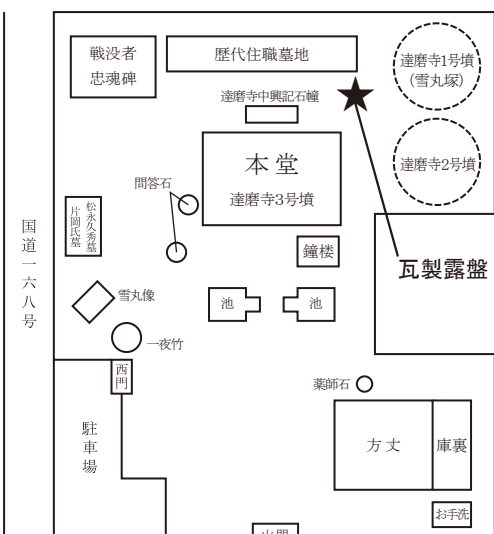 戦没者
忠魂碑
歴代住職墓地
達磨寺1号墳
(雪丸塚)
達磨寺中興記石幢
本堂
達磨寺3号墳
達磨寺2号墳
問答石
松永久秀墓
片岡氏墓
国道一六八号
鐘楼
瓦製露盤
雪丸像
池
池
一夜竹
西門
薬師石
駐車場
方丈
庫裏
お手洗
山門